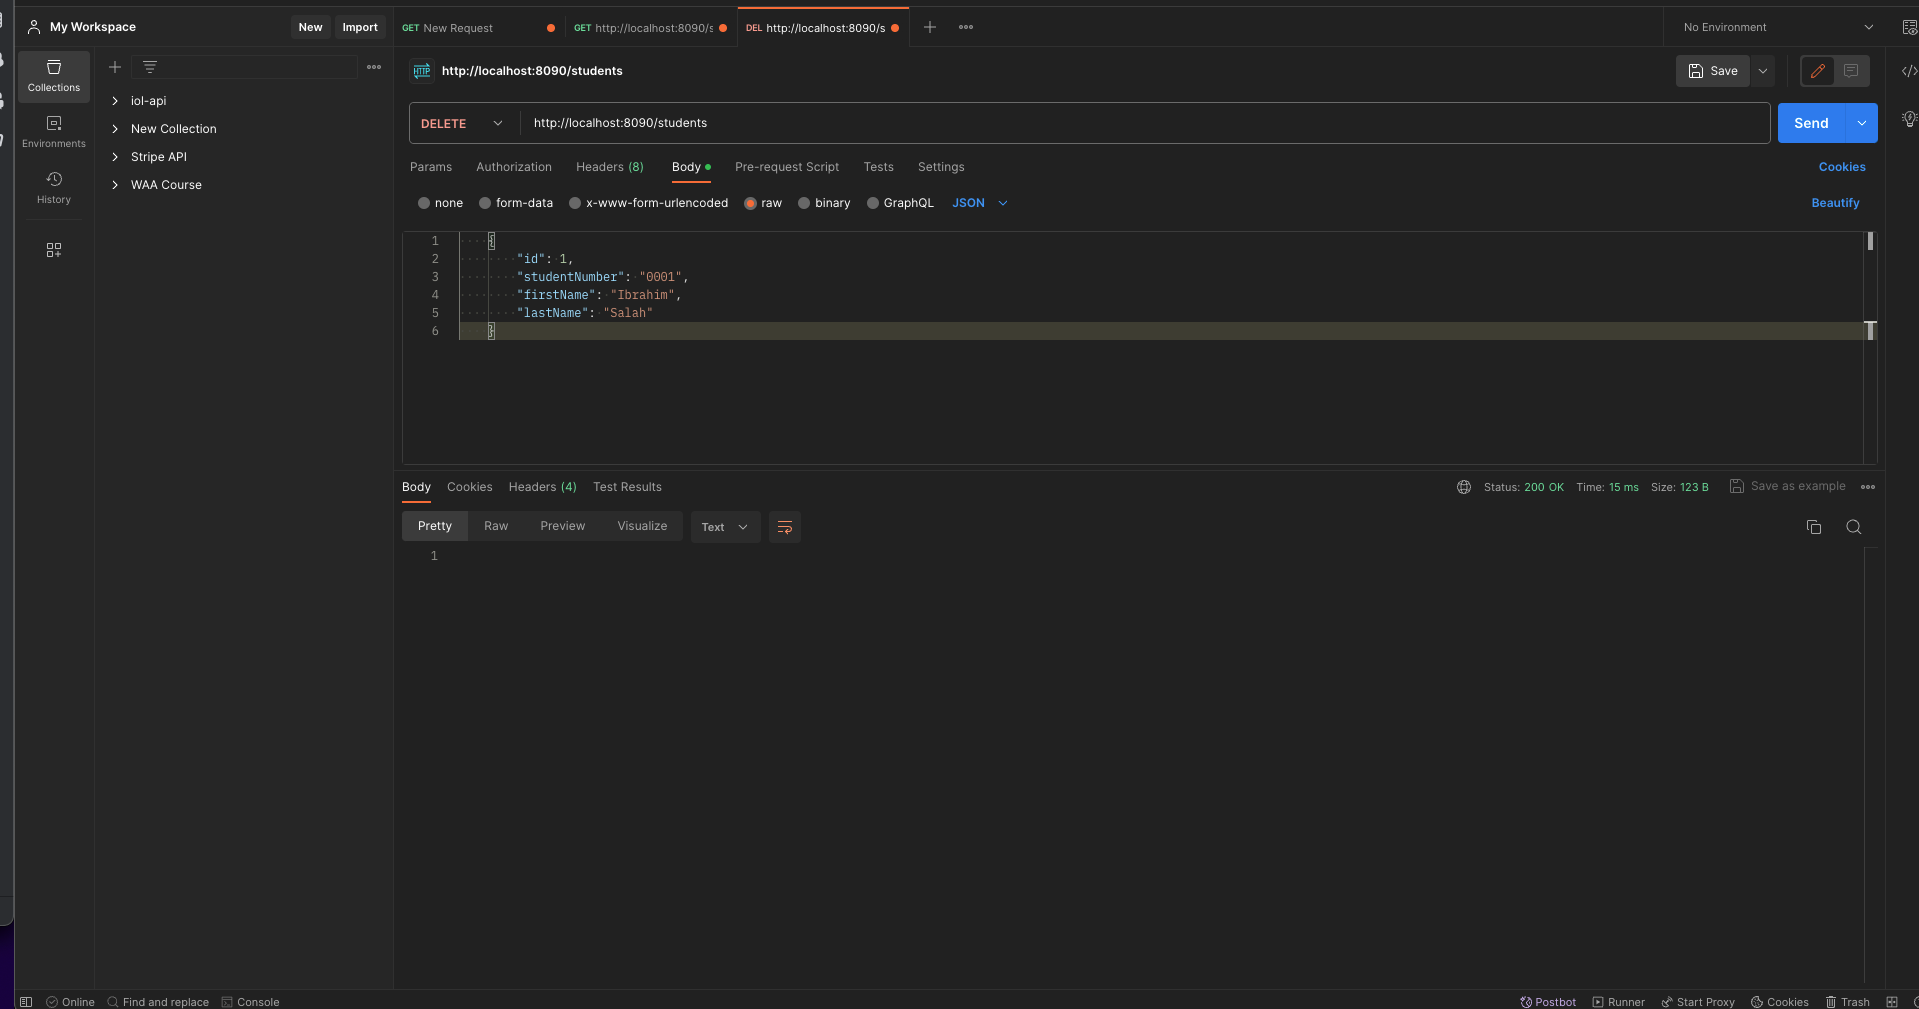 My Workspace
New
Import
GET New Request
GET http://localhost:8090/s
DEL http://localhost:8090/s
No Environment
Collections
Environments
History
iol-api
New Collection
Stripe API
WAA Course
HTTP http://localhost:8090/students
Save
DELETE http://localhost:8090/students
Send
Params Authorization Headers (8) Body Pre-request Script Tests Settings
Cookies
none form-data x-www-form-urlencoded raw binary GraphQL JSON
Beautify
1 {
2 "id": 1,
3 "studentNumber": "0001",
4 "firstName": "Ibrahim",
5 "lastName": "Salah"
6 }
Body Cookies Headers (4) Test Results
Status: 200 OK Time: 15 ms Size: 123 B Save as example
Pretty Raw Preview Visualize Text
1
Online Find and replace Console
Postbot Runner Start Proxy Cookies Trash